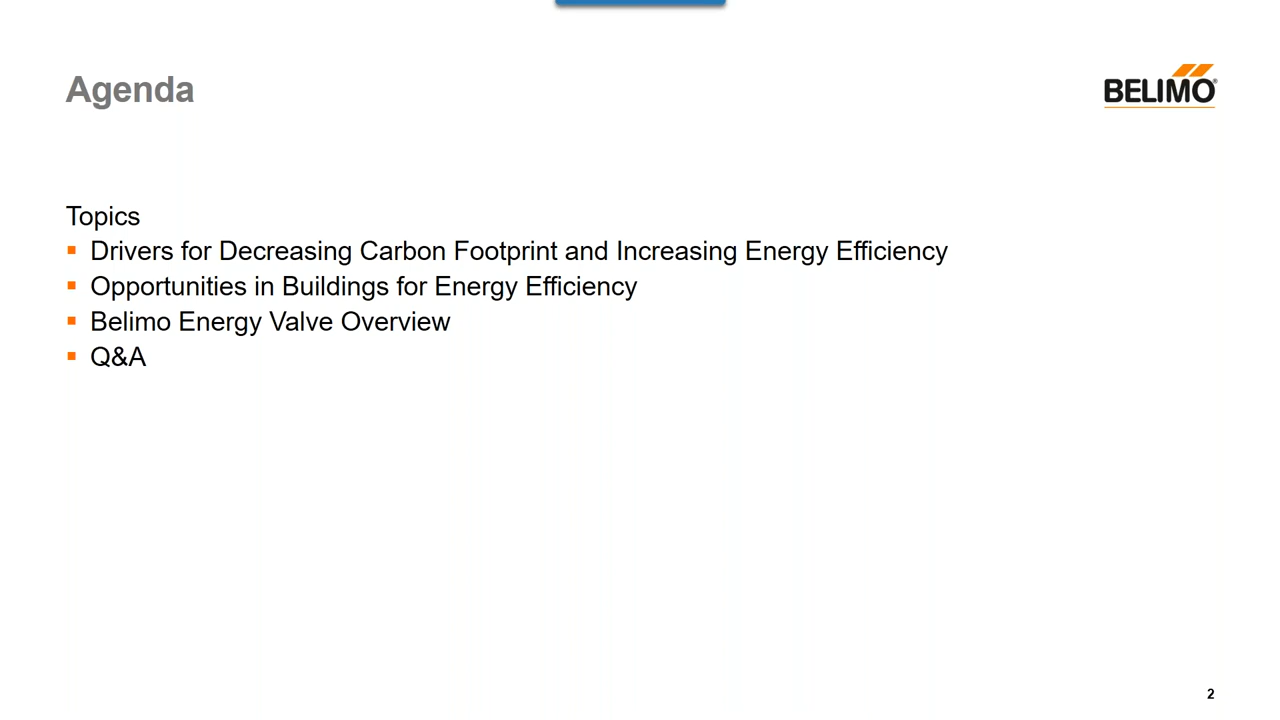 Agenda
BELIMO®
Topics
▪ Drivers for Decreasing Carbon Footprint and Increasing Energy Efficiency
▪ Opportunities in Buildings for Energy Efficiency
▪ Belimo Energy Valve Overview
▪ Q&A
2